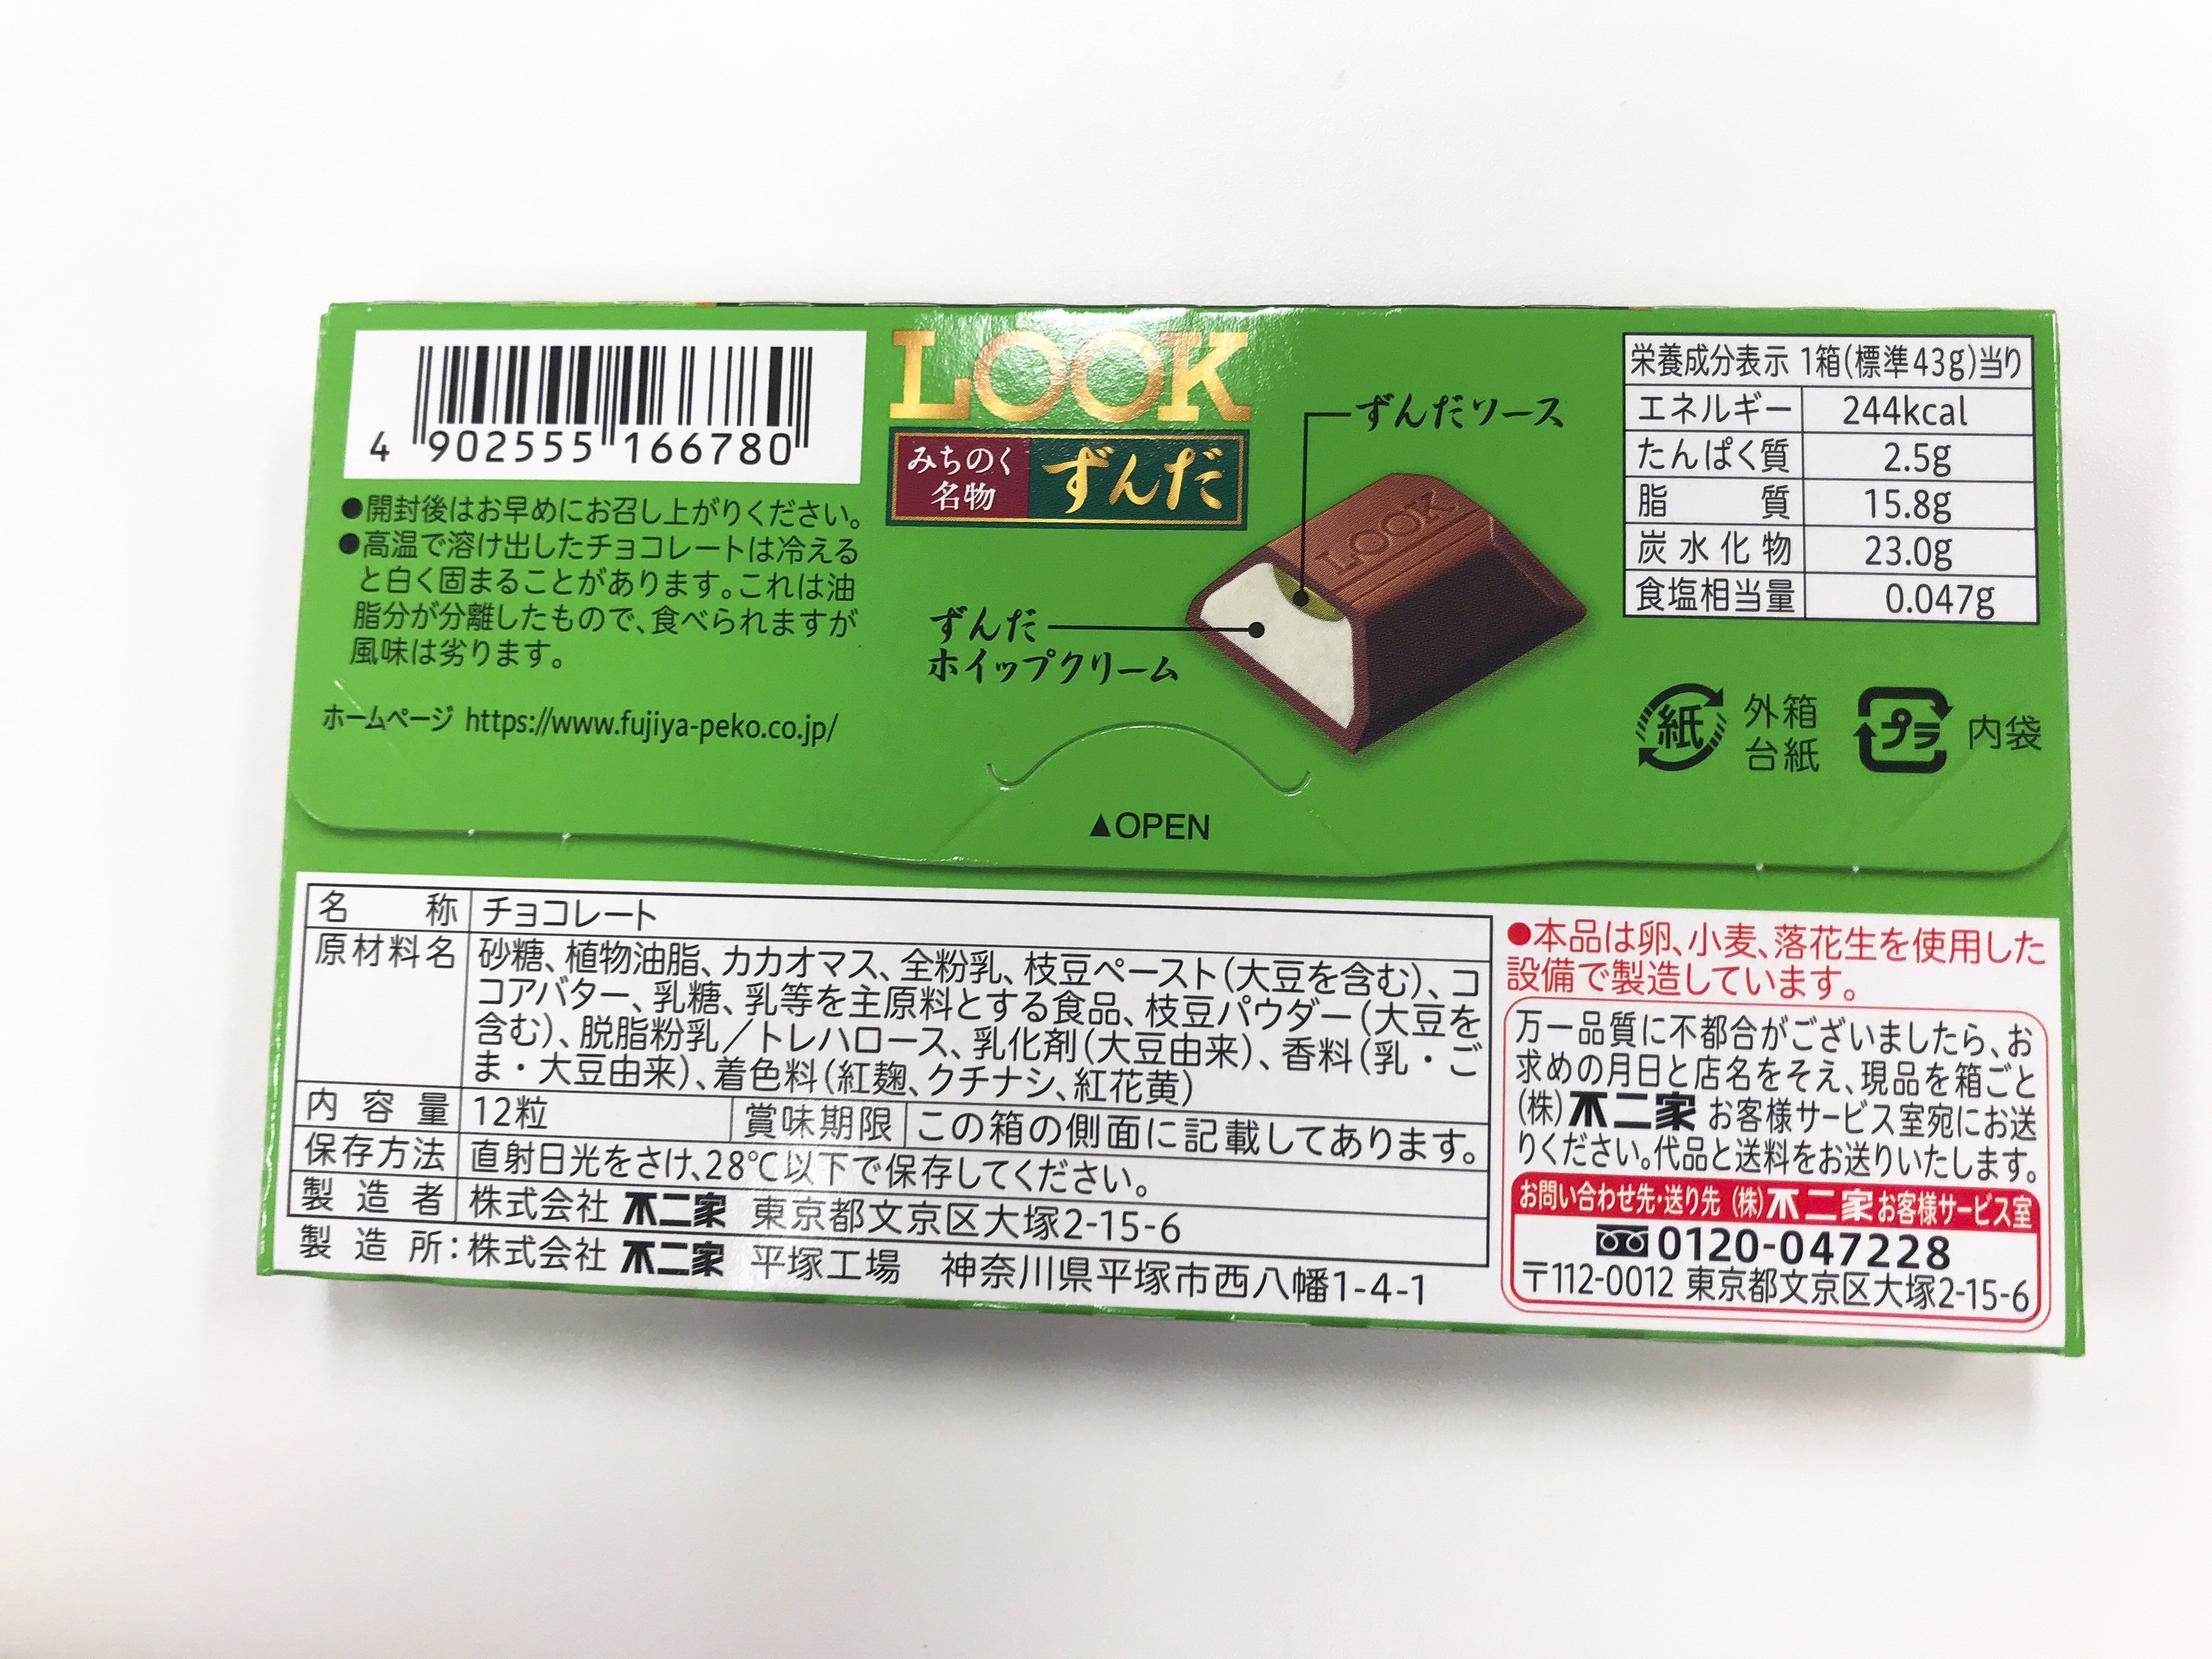 4 902555 166780
●開封後はお早めにお召し上がりください。
●高温で溶け出したチョコレートは冷える
と白く固まることがあります。これは油
脂分が分離したもので、食べられますが
風味は劣ります。
ホームページ https://www.fujiya-peko.co.jp/
LOOK
みちのく
名物
ずんだ
ずんだソース
LOOK
ずんだ
ホイップクリーム
▲OPEN
栄養成分表示 1箱(標準43g)当り
エネルギー 244kcal
たんぱく質 2.5g
脂質 15.8g
炭水化物 23.0g
食塩相当量 0.047g
紙 外箱
台紙
プラ 内袋
名称 チョコレート
原材料名 砂糖、植物油脂、カカオマス、全粉乳、枝豆ペースト(大豆を含む)、コ
コアバター、乳糖、乳等を主原料とする食品、枝豆パウダー(大豆を
含む)、脱脂粉乳/トレハロース、乳化剤(大豆由来)、香料(乳・ご
ま・大豆由来)、着色料(紅麹、クチナシ、紅花黄)
内容量 12粒 賞味期限 この箱の側面に記載してあります。
保存方法 直射日光をさけ、28℃以下で保存してください。
製造者 株式会社 不二家 東京都文京区大塚2-15-6
製造所:株式会社 不二家 平塚工場 神奈川県平塚市西八幡1-4-1
●本品は卵、小麦、落花生を使用した
設備で製造しています。
万一品質に不都合がございましたら、お
求めの月日と店名をそえ、現品を箱ごと
(株)不二家 お客様サービス室宛にお送
りください。代品と送料をお送りいたします。
お問い合わせ先・送り先 (株)不二家お客様サービス室
0120-047228
〒112-0012 東京都文京区大塚2-15-6